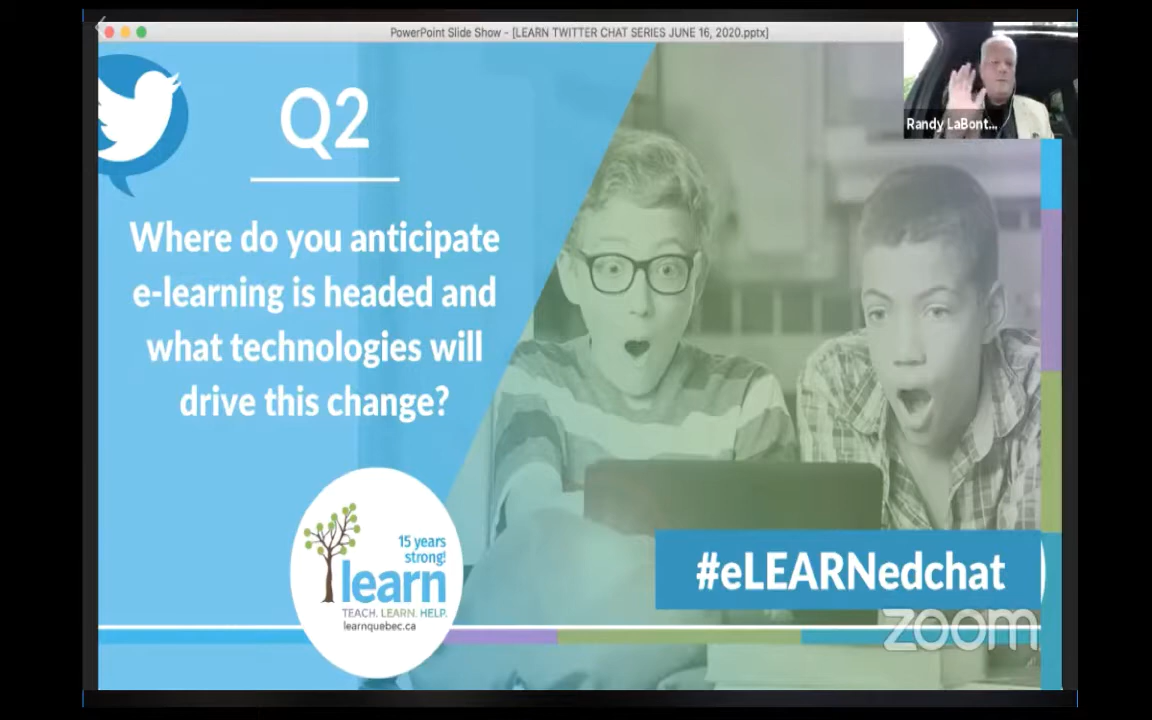 PowerPoint Slide Show - [LEARN TWITTER CHAT SERIES JUNE 16, 2020.pptx]
Randy LaBont...
Q2
Where do you anticipate
e-learning is headed and
what technologies will
drive this change?
15 years
strong!
learn
TEACH. LEARN. HELP.
learnquebec.ca
#eLEARNedchat
zoom